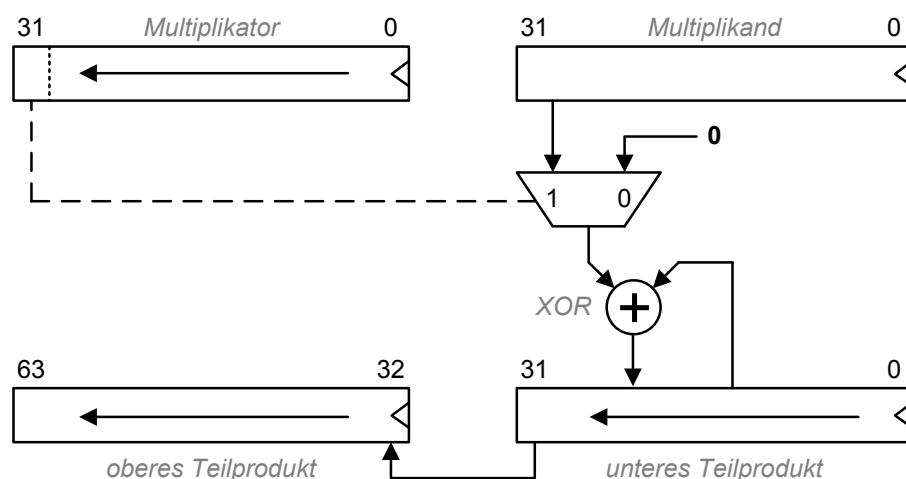 31 Multiplikator 0
31 Multiplikand 0
0
1 0
XOR
63 32
31 0
oberes Teilprodukt
unteres Teilprodukt